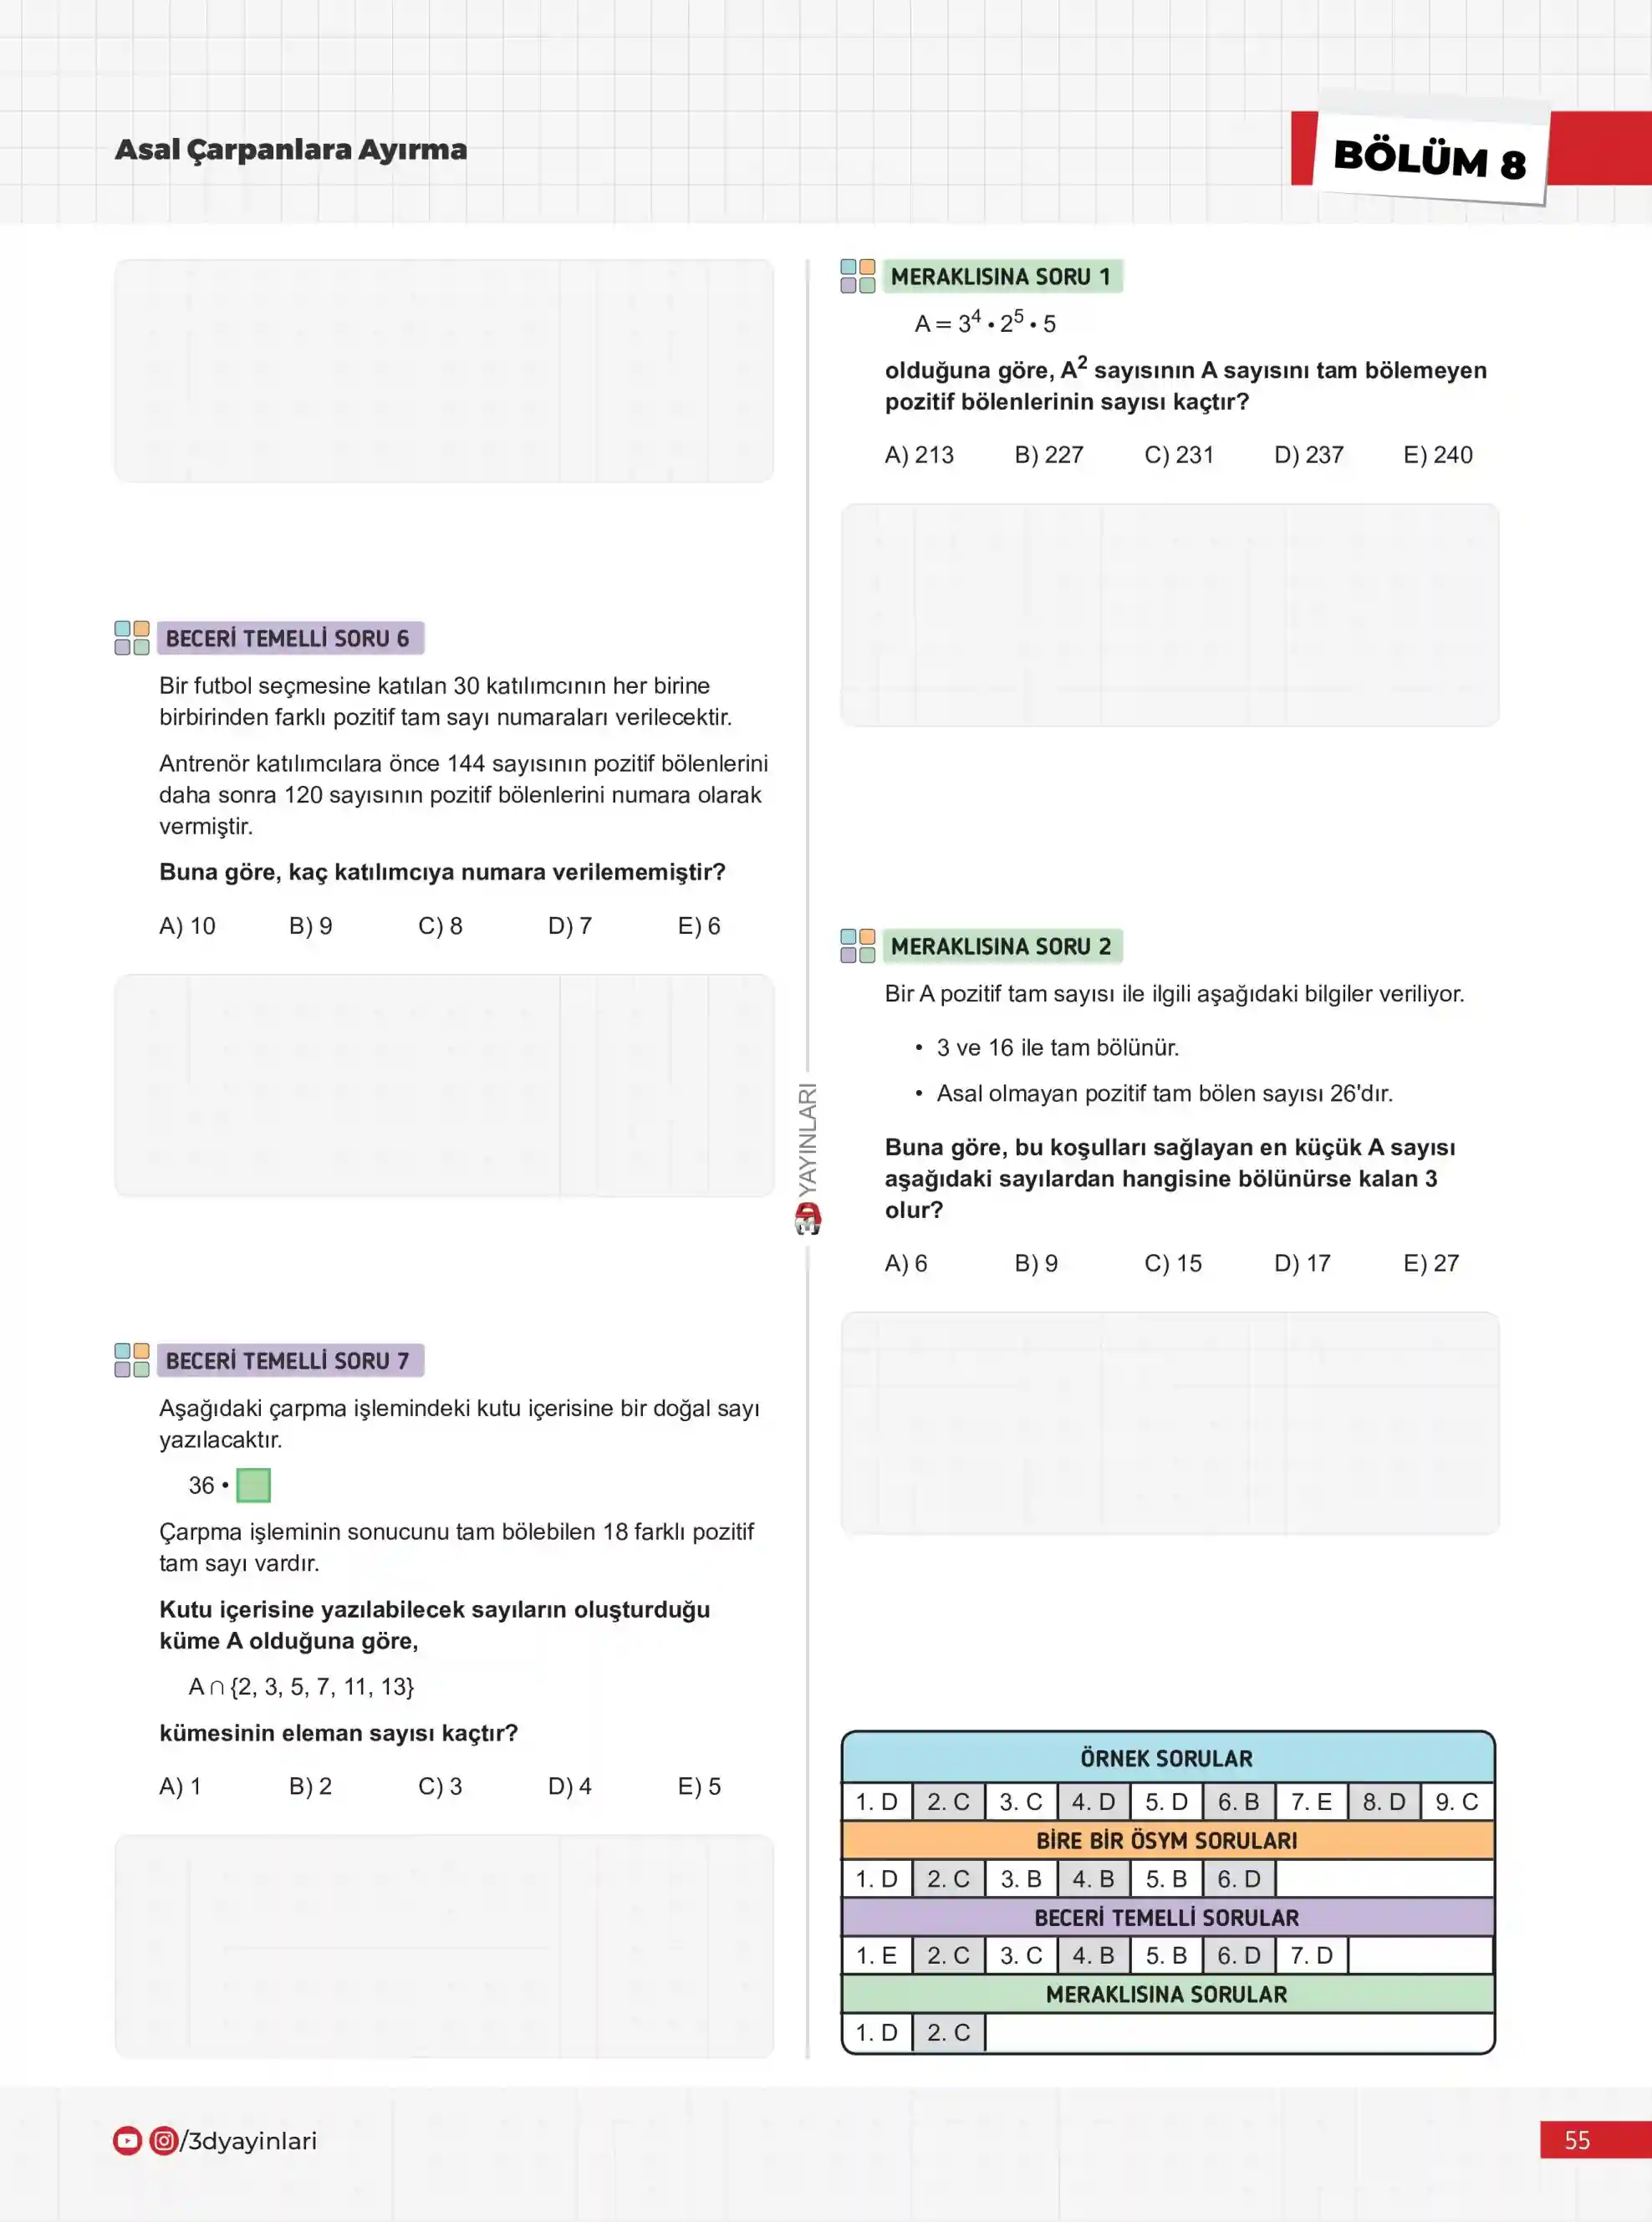 Asal Çarpanlara Ayırma
BÖLÜM 8
BECERİ TEMELLİ SORU 6
Bir futbol seçmesine katılan 30 katılımcının her birine
birbirinden farklı pozitif tam sayı numaraları verilecektir.
Antrenör katılımcılara önce 144 sayısının pozitif bölenlerini
daha sonra 120 sayısının pozitif bölenlerini numara olarak
vermiştir.
Buna göre, kaç katılımcıya numara verilememiştir?
A) 10 B) 9 C) 8 D) 7 E) 6
BECERİ TEMELLİ SORU 7
Aşağıdaki çarpma işlemindeki kutu içerisine bir doğal sayı
yazılacaktır.
36 •
Çarpma işleminin sonucunu tam bölebilen 18 farklı pozitif
tam sayı vardır.
Kutu içerisine yazılabilecek sayıların oluşturduğu
küme A olduğuna göre,
A ∩ {2, 3, 5, 7, 11, 13}
kümesinin eleman sayısı kaçtır?
A) 1 B) 2 C) 3 D) 4 E) 5
YAYINLARI
MERAKLISINA SORU 1
A = 3⁴ • 2⁵ • 5
olduğuna göre, A² sayısının A sayısını tam bölemeyen
pozitif bölenlerinin sayısı kaçtır?
A) 213 B) 227 C) 231 D) 237 E) 240
MERAKLISINA SORU 2
Bir A pozitif tam sayısı ile ilgili aşağıdaki bilgiler veriliyor.
• 3 ve 16 ile tam bölünür.
• Asal olmayan pozitif tam bölen sayısı 26'dır.
Buna göre, bu koşulları sağlayan en küçük A sayısı
aşağıdaki sayılardan hangisine bölünürse kalan 3
olur?
A) 6 B) 9 C) 15 D) 17 E) 27
ÖRNEK SORULAR
1. D 2. C 3. C 4. D 5. D 6. B 7. E 8. D 9. C
BİRE BİR ÖSYM SORULARI
1. D 2. C 3. B 4. B 5. B 6. D
BECERİ TEMELLİ SORULAR
1. E 2. C 3. C 4. B 5. B 6. D 7. D
MERAKLISINA SORULAR
1. D 2. C
/3dyayinlari
55